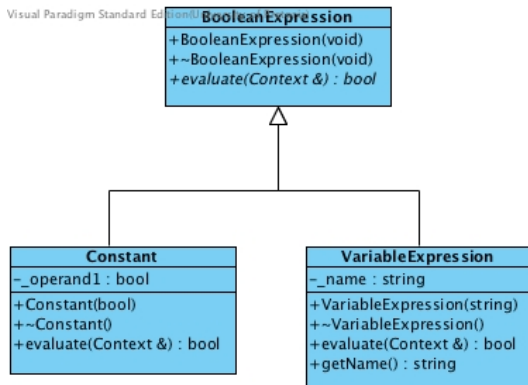 Visual Paradigm Standard Edition(
BooleanExpression
+BooleanExpression(void)
+~BooleanExpression(void)
+evaluate(Context &) : bool
Constant
-_operand1 : bool
+Constant(bool)
+~Constant()
+evaluate(Context &) : bool
VariableExpression
-_name : string
+VariableExpression(string)
+~VariableExpression()
+evaluate(Context &) : bool
+getName() : string